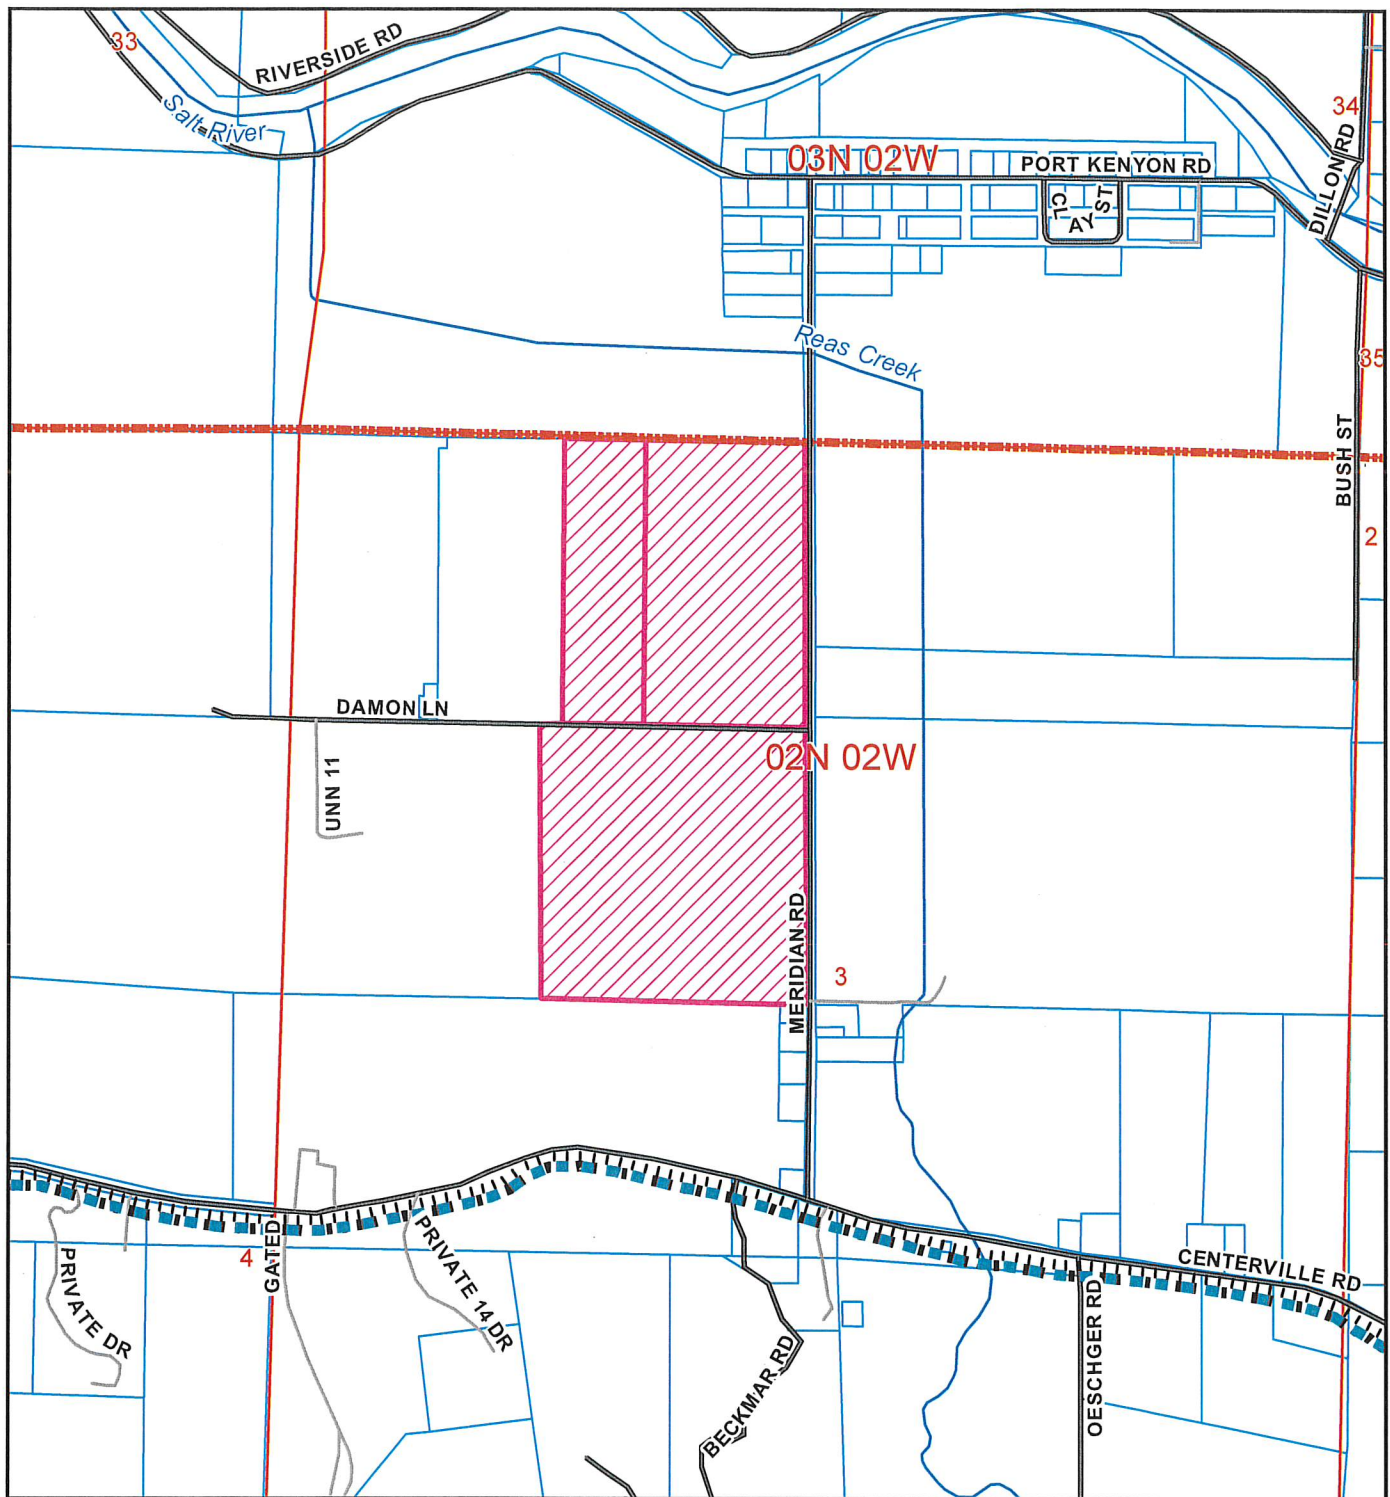 33
RIVERSIDE RD
Salt River
34
03N 02W
PORT KENYON RD
DILLON RD
CLAY ST
Reas Creek
35
BUSH ST
2
DAMON LN
02N 02W
UNN 11
MERIDIAN RD
3
4
GATED
PRIVATE DR
PRIVATE 14 DR
CENTERVILLE RD
BECKMAR RD
OESCHGER RD